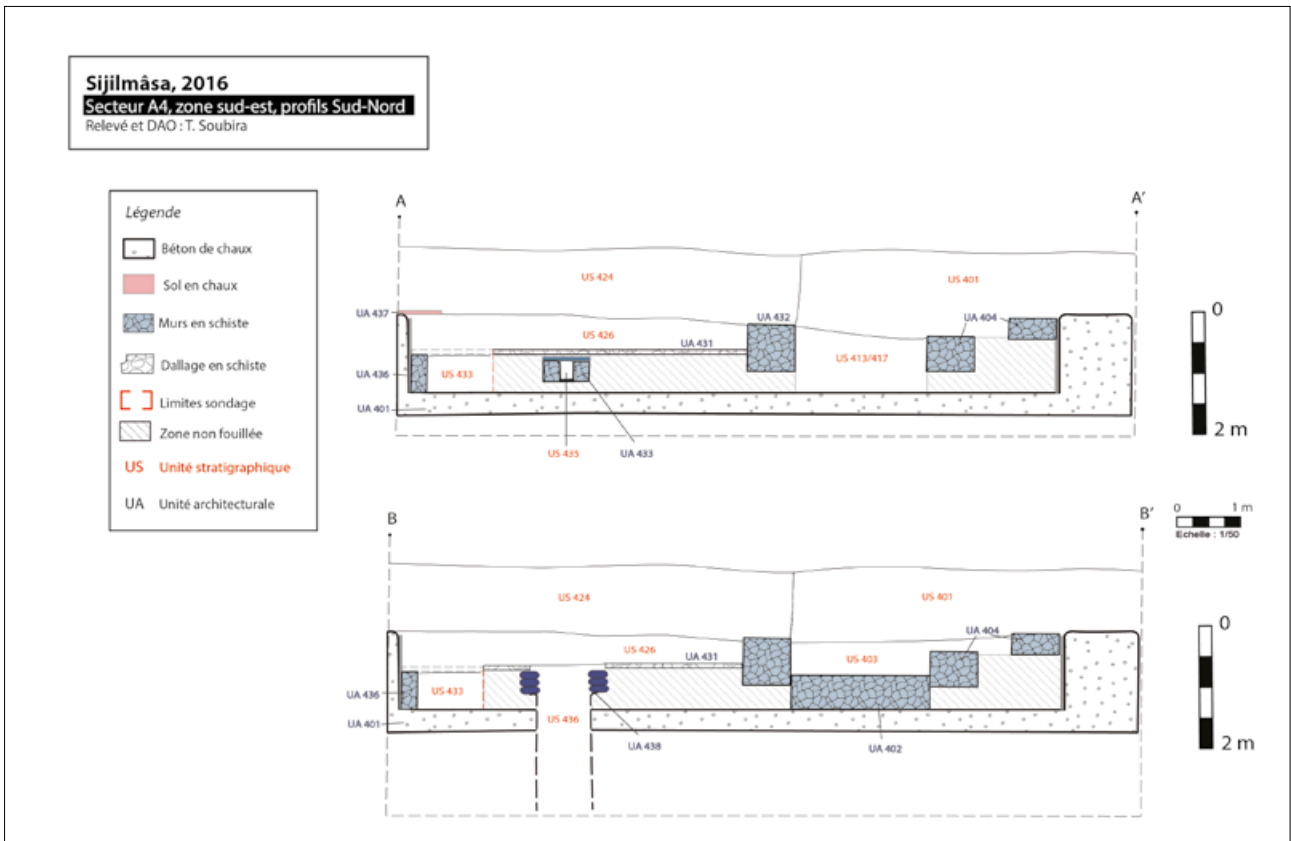 Sijilmâsa, 2016
Secteur A4, zone sud-est, profils Sud-Nord
Relevé et DAO : T. Soubira
Légende
Béton de chaux
Sol en chaux
Murs en schiste
Dallage en schiste
Limites sondage
Zone non fouillée
US Unité stratigraphique
UA Unité architecturale
A
A'
US 424
US 401
UA 437
UA 432
UA 404
US 426
UA 431
US 413/417
UA 436
US 433
UA 401
US 435
UA 433
0
2 m
B
B'
0 1 m
Echelle : 1/50
US 424
US 401
UA 404
US 426
UA 431
US 403
UA 436
US 433
UA 401
US 436
UA 438
UA 402
0
2 m